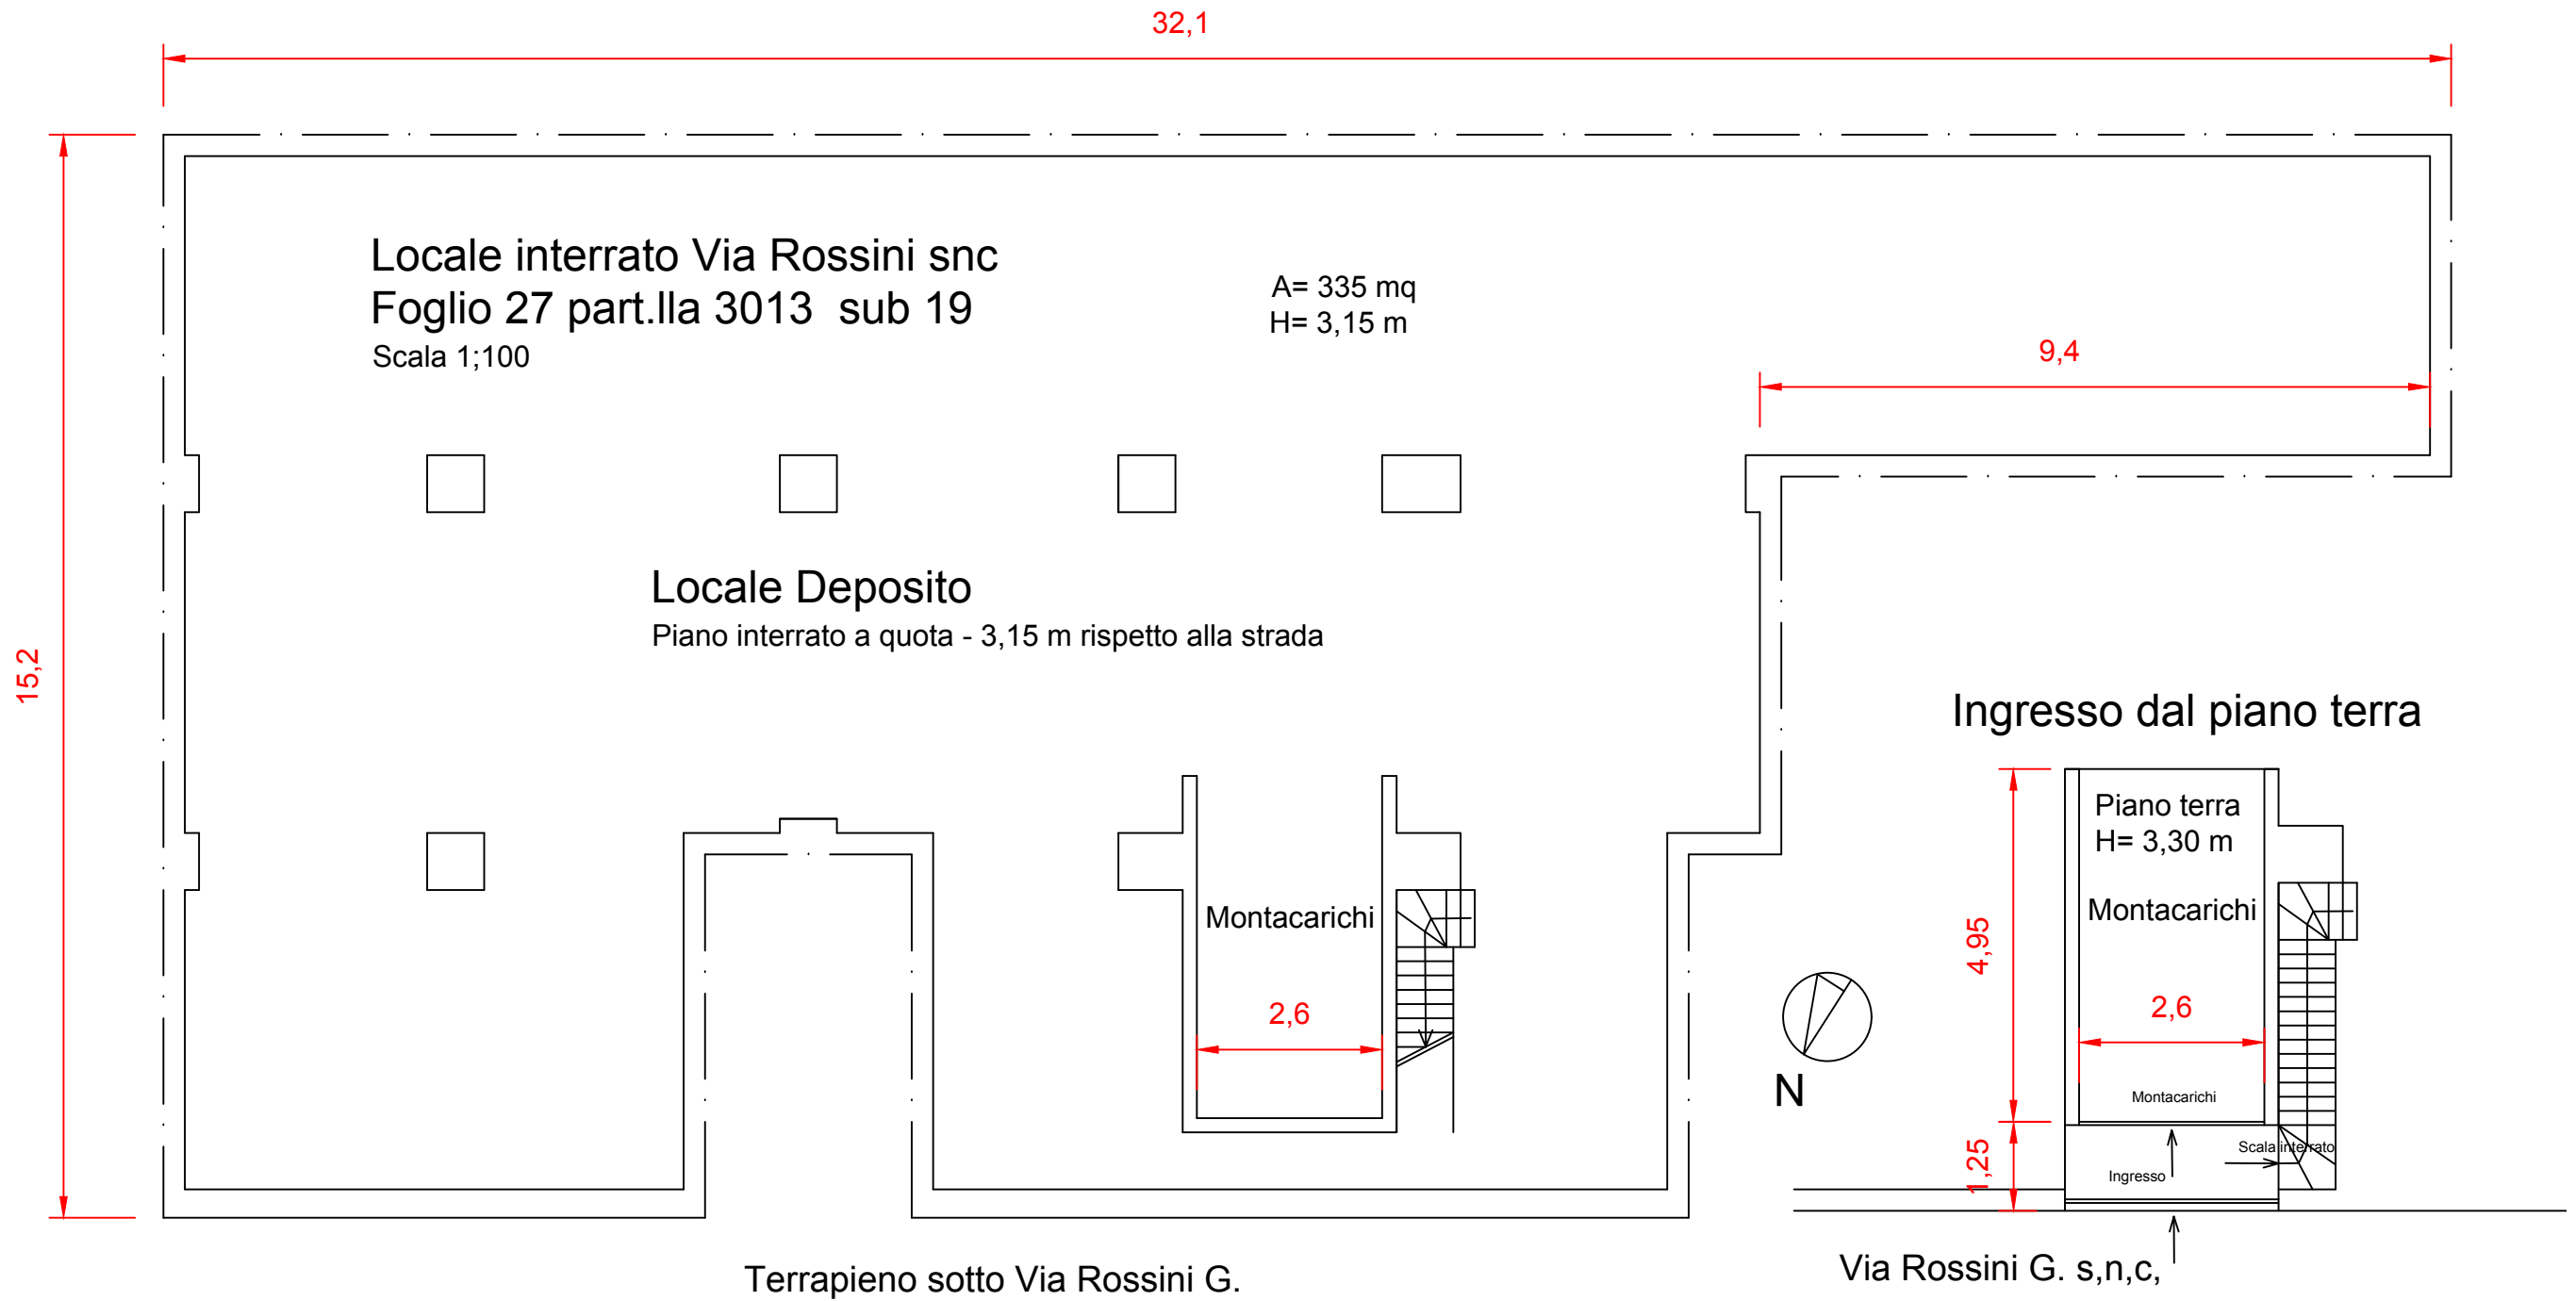 32,1
Locale interrato Via Rossini snc
Foglio 27 part.lla 3013 sub 19
Scala 1;100
A= 335 mq
H= 3,15 m
9,4
Locale Deposito
Piano interrato a quota - 3,15 m rispetto alla strada
15,2
Ingresso dal piano terra
Piano terra
H= 3,30 m
Montacarichi
Montacarichi
4,95
2,6
2,6
N
Montacarichi
1,25
Scala interrato
Ingresso
Via Rossini G. s,n,c,
Terrapieno sotto Via Rossini G.